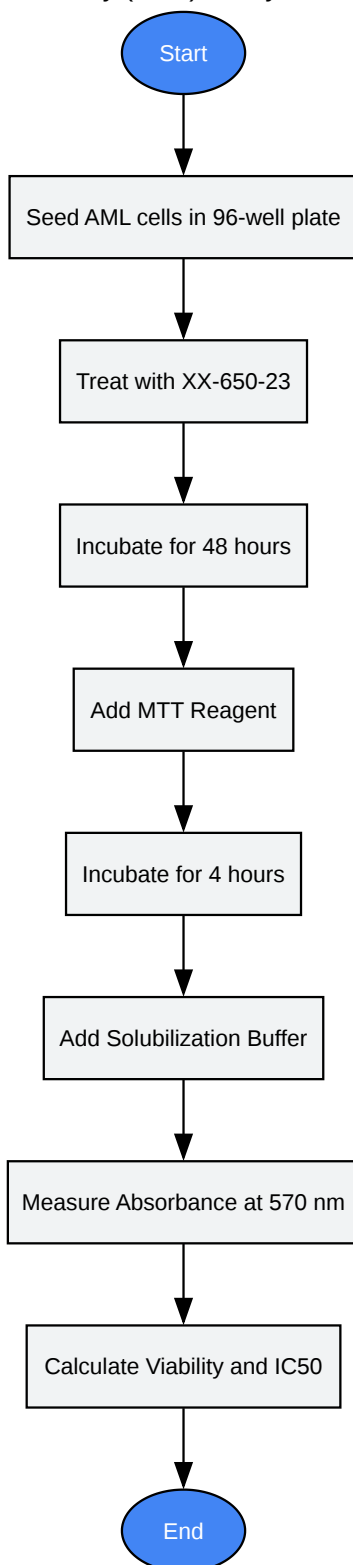 Start
Seed AML cells in 96-well plate
Treat with XX-650-23
Incubate for 48 hours
Add MTT Reagent
Incubate for 4 hours
Add Solubilization Buffer
Measure Absorbance at 570 nm
Calculate Viability and IC50
End